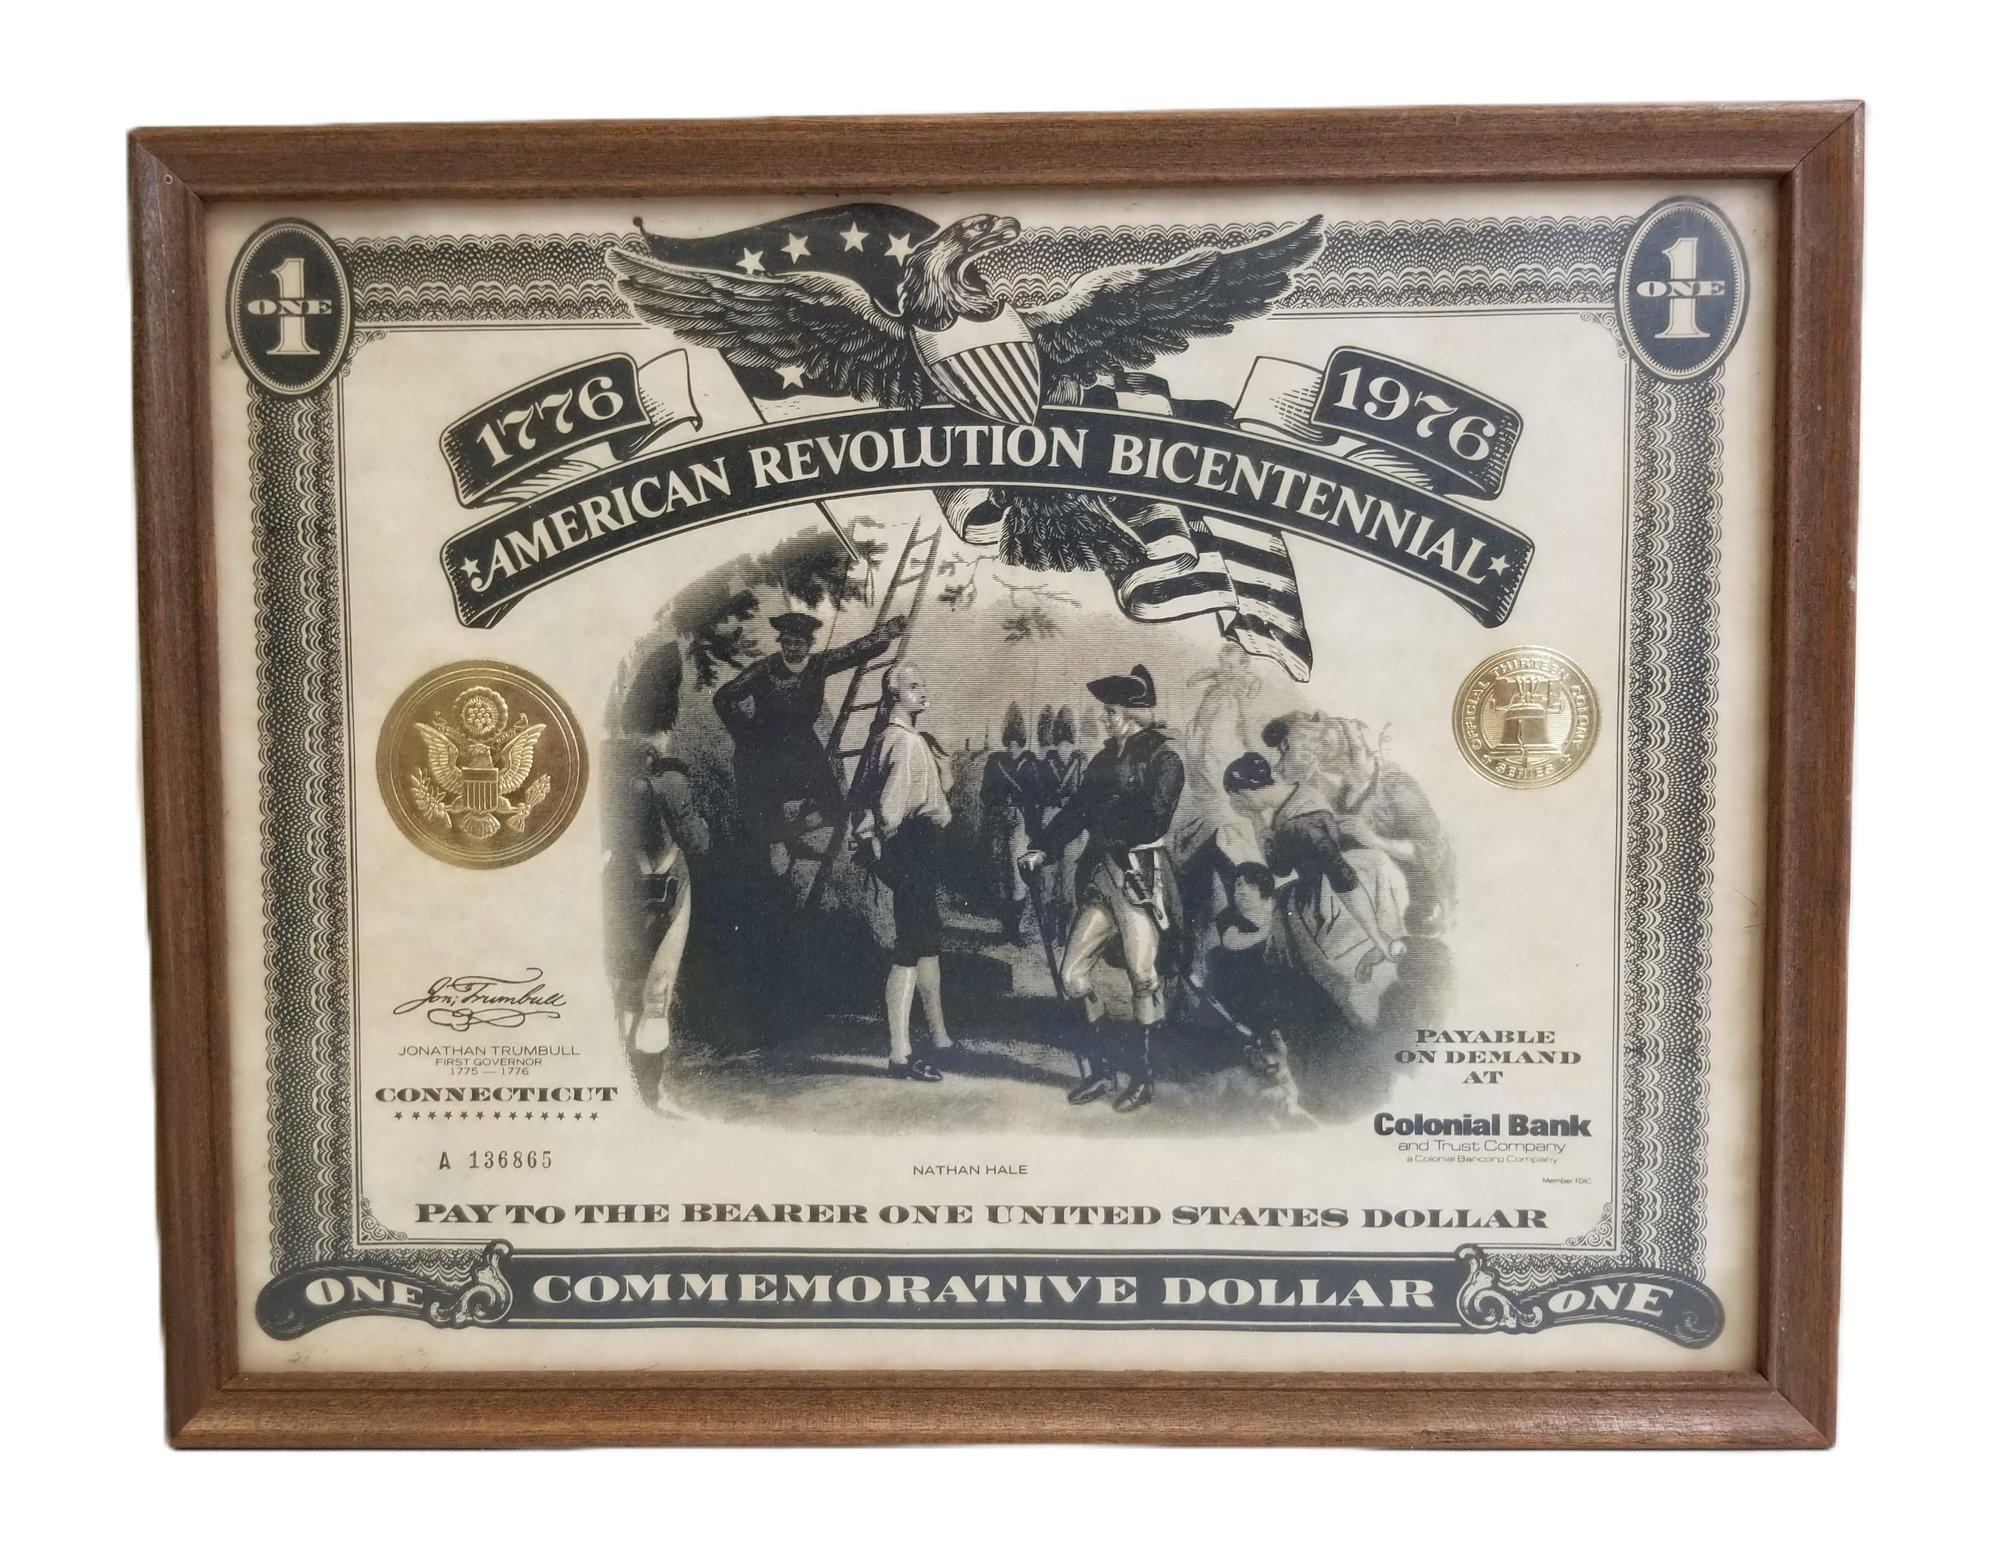 1 ONE
1 ONE
1776
1976
★AMERICAN REVOLUTION BICENTENNIAL★
OFFICIAL THIRTEEN COLONY
★ SERIES ★
Jon; Trumbull
JONATHAN TRUMBULL
FIRST GOVERNOR
1775 — 1776
CONNECTICUT
★★★★★★★★★★★★★
A 136865
NATHAN HALE
PAYABLE
ON DEMAND
AT
Colonial Bank
and Trust Company
a Colonial Bancorp Company
Member FDIC
PAY TO THE BEARER ONE UNITED STATES DOLLAR
ONE COMMEMORATIVE DOLLAR ONE